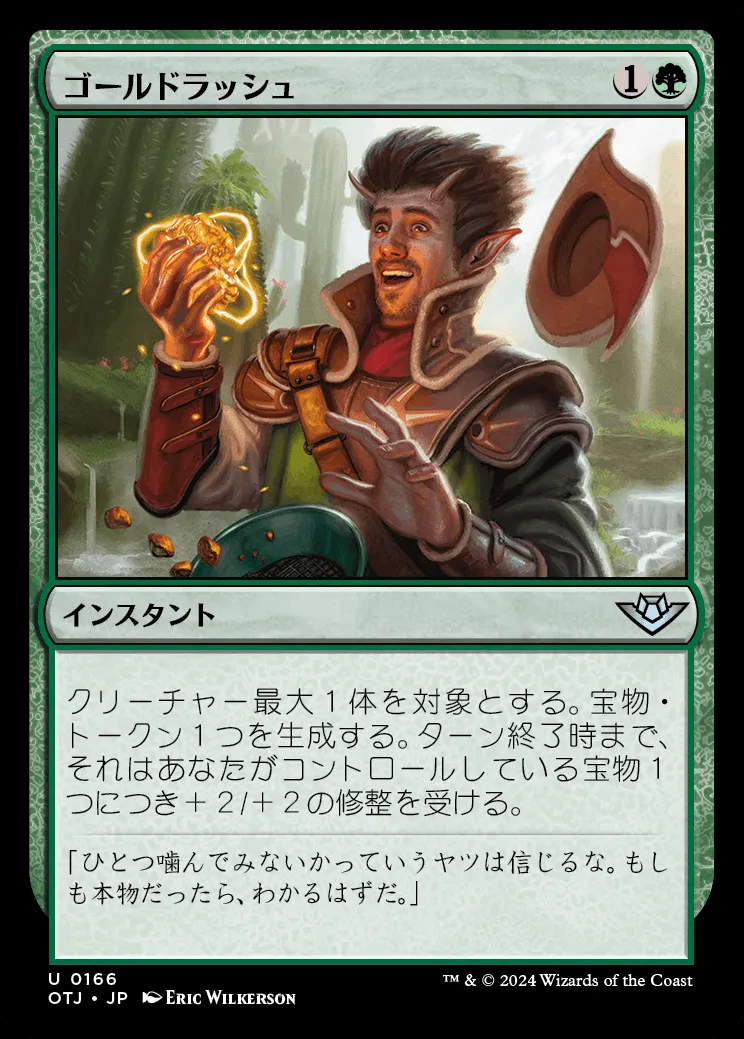 ゴールドラッシュ
1
インスタント
クリーチャー最大１体を対象とする。宝物・
トークン１つを生成する。ターン終了時まで、
それはあなたがコントロールしている宝物１
つにつき＋２/＋２の修整を受ける。
「ひとつ噛んでみないかっていうヤツは信じるな。もし
も本物だったら、わかるはずだ。」
U 0166
OTJ • JP Eric Wilkerson
™ & © 2024 Wizards of the Coast